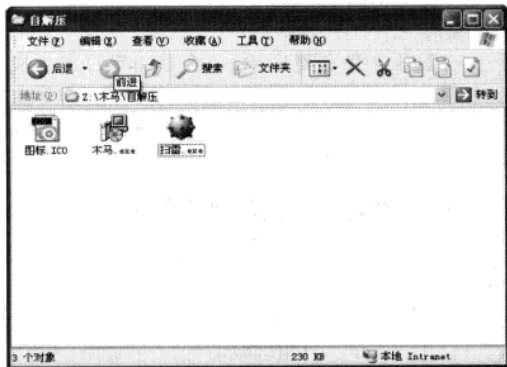 自解压
文件(F) 编辑(E) 查看(V) 收藏(A) 工具(T) 帮助(H)
后退 搜索 文件夹
前进
地址(D) Z:\木马\自解压 转到
图标.ICO 木马.exe 扫雷.exe
3 个对象 230 KB 本地 Intranet